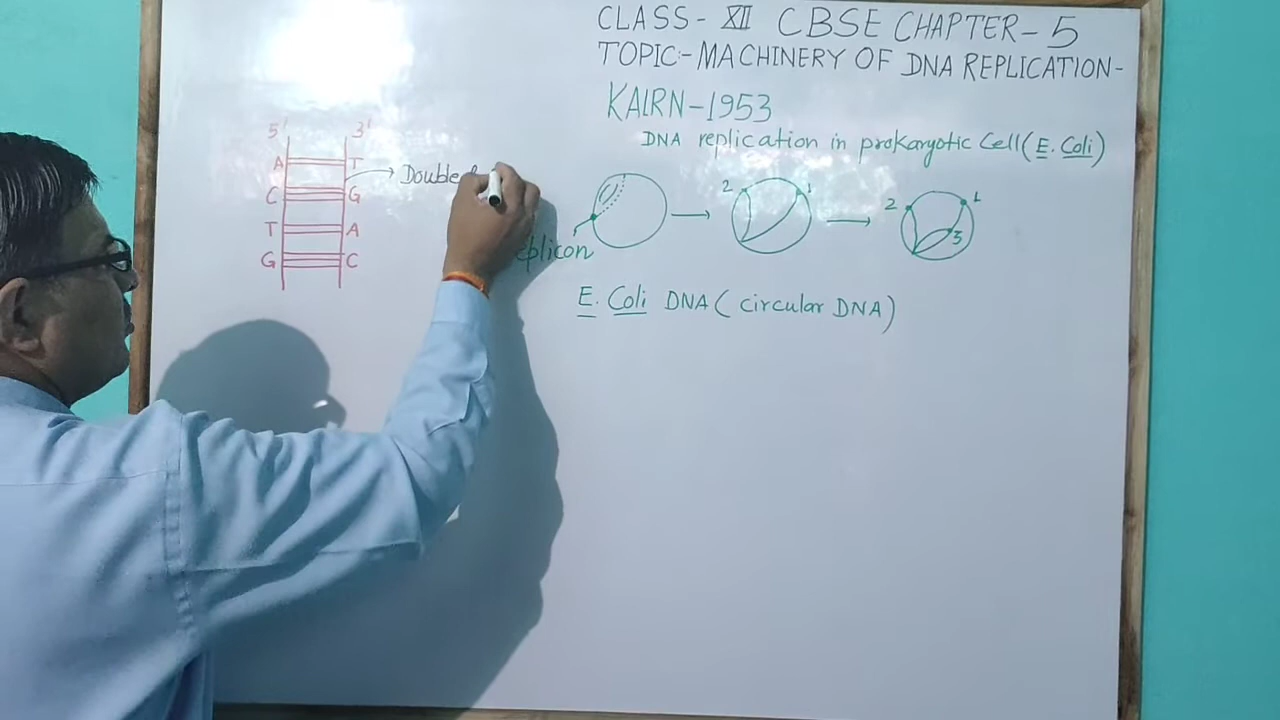 CLASS- XII CBSE CHAPTER-5
TOPIC:-MACHINERY OF DNA REPLICATION-
KAIRN-1953
DNA replication in prokaryotic Cell(E. Coli)
5' 3'
A T
C G
T A
G C
Double
2 1
2 1
3
E. Coli DNA (circular DNA)